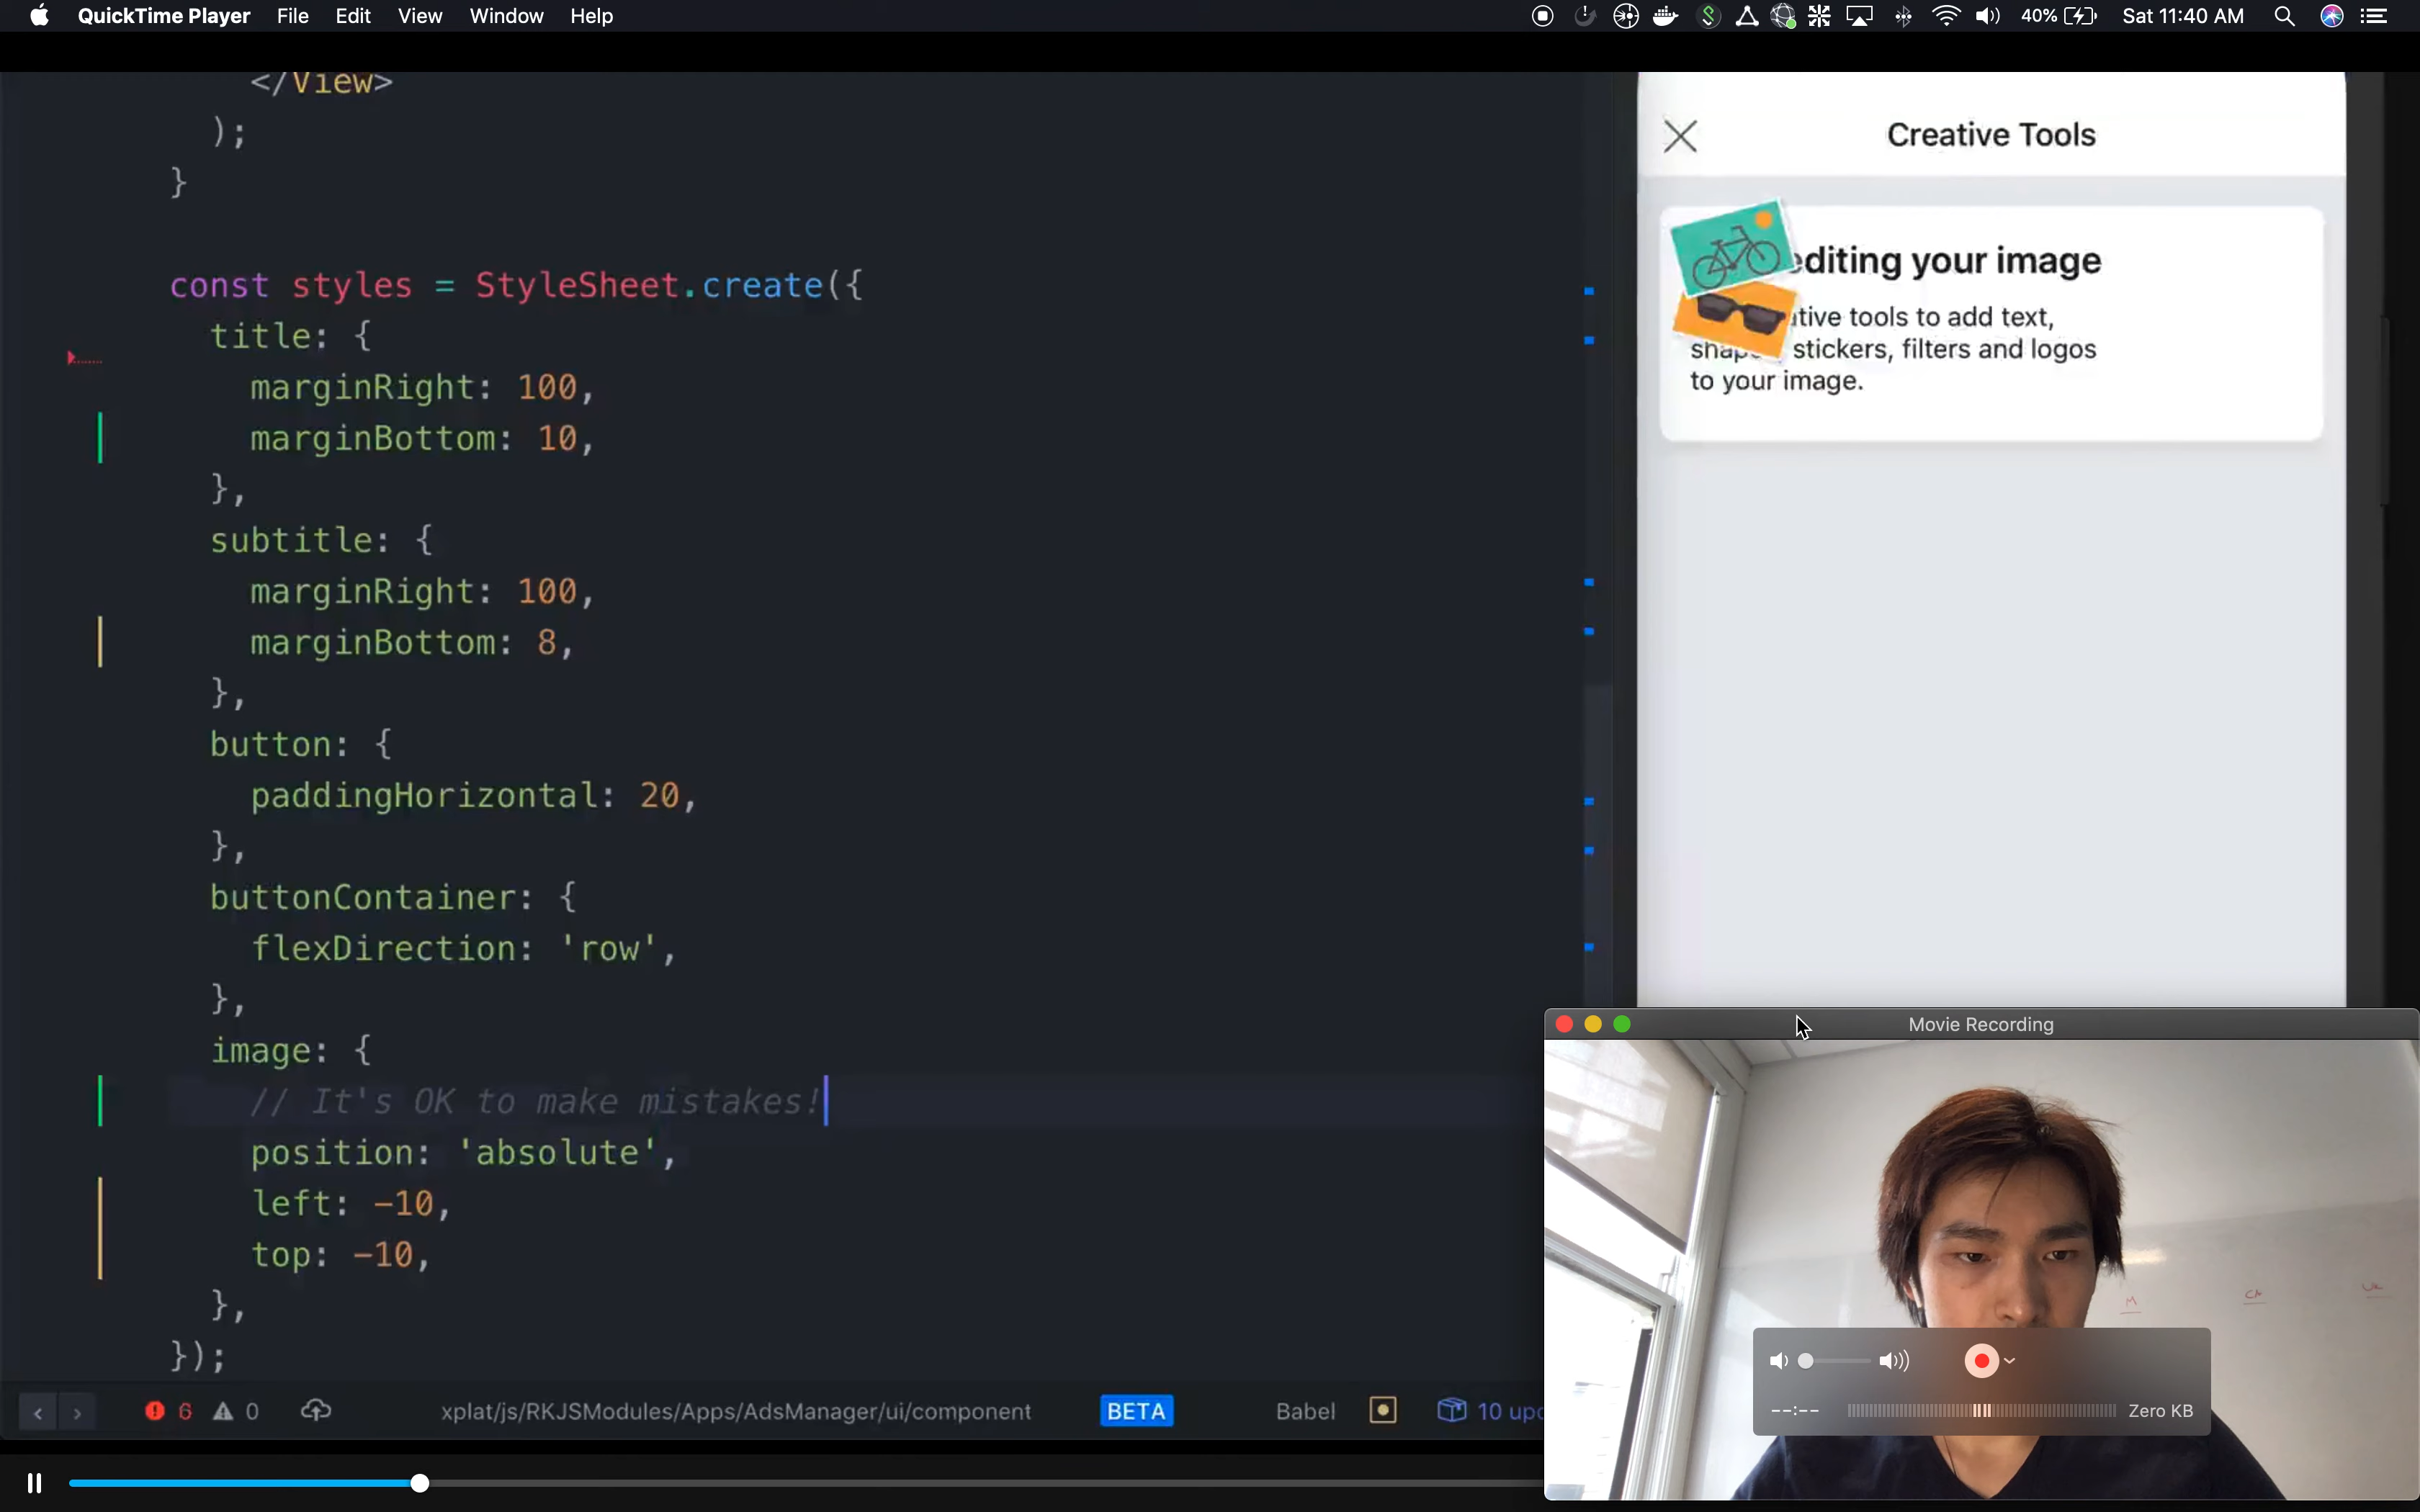 QuickTime Player File Edit View Window Help 40% Sat 11:40 AM
</View>
);
}
const styles = StyleSheet.create({
title: {
marginRight: 100,
marginBottom: 10,
},
subtitle: {
marginRight: 100,
marginBottom: 8,
},
button: {
paddingHorizontal: 20,
},
buttonContainer: {
flexDirection: 'row',
},
image: {
// It's OK to make mistakes!
position: 'absolute',
left: -10,
top: -10,
},
});
6 0 xplat/js/RKJSModules/Apps/AdsManager/ui/component BETA Babel 10
Creative Tools
editing your image
tools to add text,
stickers, filters and logos
to your image.
Movie Recording
M
--:-- Zero KB